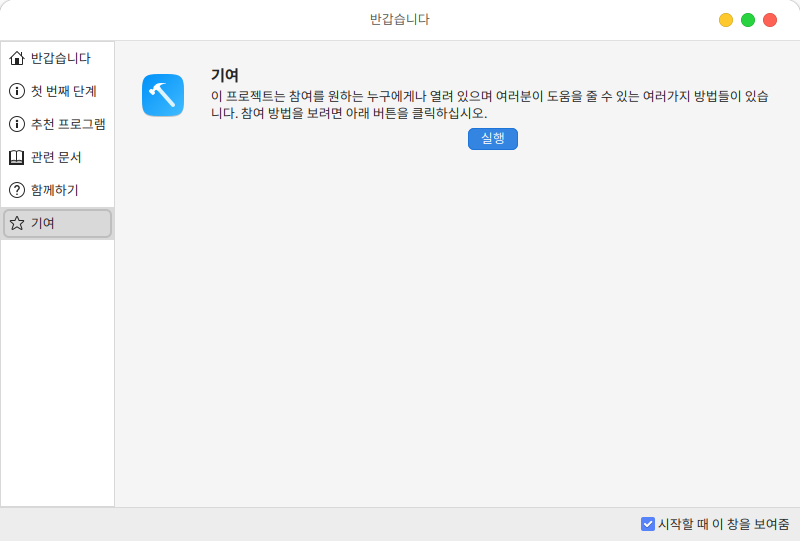 반갑습니다
반갑습니다
첫 번째 단계
추천 프로그램
관련 문서
함께하기
기여
기여
이 프로젝트는 참여를 원하는 누구에게나 열려 있으며 여러분이 도움을 줄 수 있는 여러가지 방법들이 있습
니다. 참여 방법을 보려면 아래 버튼을 클릭하십시오.
실행
시작할 때 이 창을 보여줌